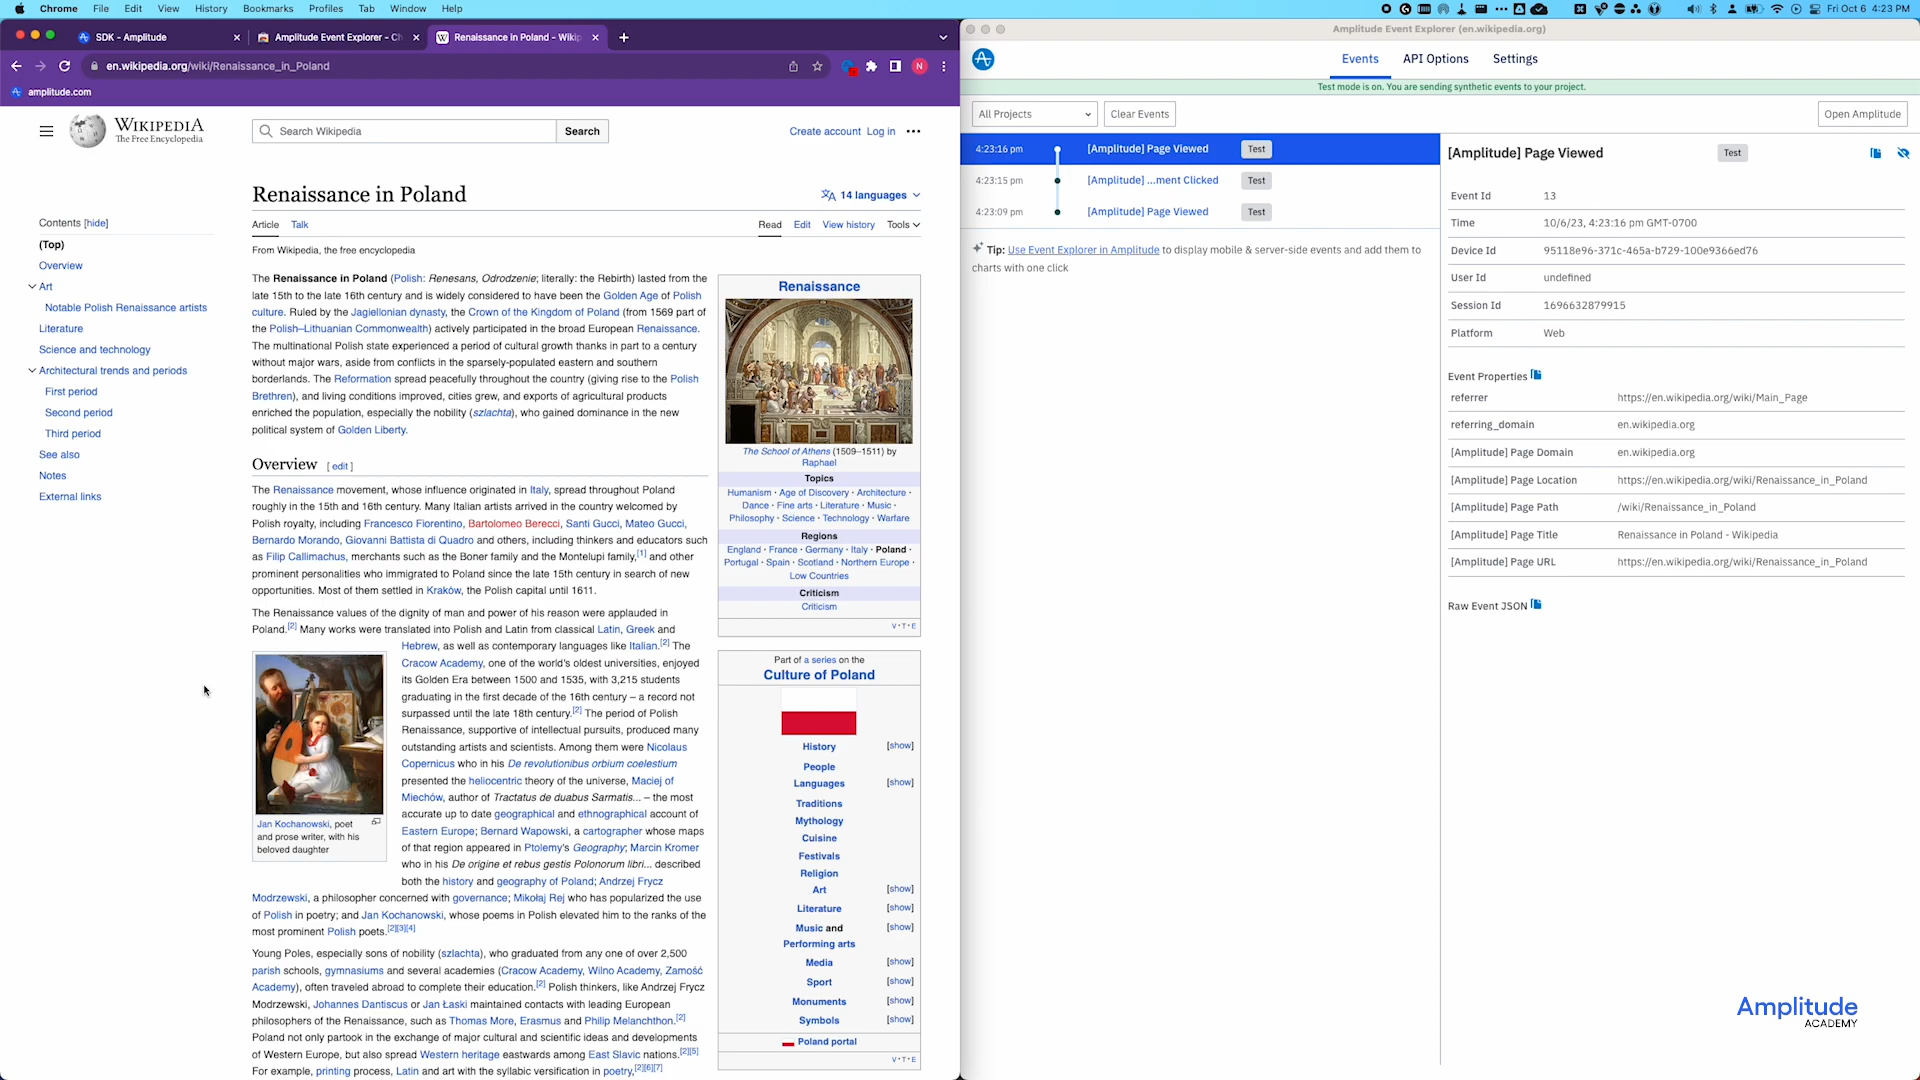 Chrome File Edit View History Bookmarks Profiles Tab Window Help
Fri Oct 6 4:23 PM
SDK - Amplitude
Amplitude Event Explorer - Ch
Renaissance in Poland - Wikip
en.wikipedia.org/wiki/Renaissance_in_Poland
N
amplitude.com
WIKIPEDIA
The Free Encyclopedia
Search Wikipedia
Search
Create account Log in
Renaissance in Poland
14 languages
Article Talk
Read Edit View history Tools
From Wikipedia, the free encyclopedia
Contents [hide]
(Top)
Overview
Art
Notable Polish Renaissance artists
Literature
Science and technology
Architectural trends and periods
First period
Second period
Third period
See also
Notes
External links
The Renaissance in Poland (Polish: Renesans, Odrodzenie; literally: the Rebirth) lasted from the
late 15th to the late 16th century and is widely considered to have been the Golden Age of Polish
culture. Ruled by the Jagiellonian dynasty, the Crown of the Kingdom of Poland (from 1569 part of
the Polish–Lithuanian Commonwealth) actively participated in the broad European Renaissance.
The multinational Polish state experienced a period of cultural growth thanks in part to a century
without major wars, aside from conflicts in the sparsely-populated eastern and southern
borderlands. The Reformation spread peacefully throughout the country (giving rise to the Polish
Brethren), and living conditions improved, cities grew, and exports of agricultural products
enriched the population, especially the nobility (szlachta), who gained dominance in the new
political system of Golden Liberty.
Overview [ edit ]
The Renaissance movement, whose influence originated in Italy, spread throughout Poland
roughly in the 15th and 16th century. Many Italian artists arrived in the country welcomed by
Polish royalty, including Francesco Fiorentino, Bartolomeo Berecci, Santi Gucci, Mateo Gucci,
Bernardo Morando, Giovanni Battista di Quadro and others, including thinkers and educators such
as Filip Callimachus, merchants such as the Boner family and the Montelupi family,[1] and other
prominent personalities who immigrated to Poland since the late 15th century in search of new
opportunities. Most of them settled in Kraków, the Polish capital until 1611.
The Renaissance values of the dignity of man and power of his reason were applauded in
Poland.[2] Many works were translated into Polish and Latin from classical Latin, Greek and
Hebrew, as well as contemporary languages like Italian.[2] The
Cracow Academy, one of the world's oldest universities, enjoyed
its Golden Era between 1500 and 1535, with 3,215 students
graduating in the first decade of the 16th century – a record not
surpassed until the late 18th century.[2] The period of Polish
Renaissance, supportive of intellectual pursuits, produced many
outstanding artists and scientists. Among them were Nicolaus
Copernicus who in his De revolutionibus orbium coelestium
presented the heliocentric theory of the universe, Maciej of
Miechów, author of Tractatus de duabus Sarmatis... – the most
accurate up to date geographical and ethnographical account of
Eastern Europe; Bernard Wapowski, a cartographer whose maps
of that region appeared in Ptolemy's Geography; Marcin Kromer
who in his De origine et rebus gestis Polonorum libri... described
both the history and geography of Poland; Andrzej Frycz
Modrzewski, a philosopher concerned with governance; Mikołaj Rej who has popularized the use
of Polish in poetry; and Jan Kochanowski, whose poems in Polish elevated him to the ranks of the
most prominent Polish poets.[2][3][4]
Jan Kochanowski, poet
and prose writer, with his
beloved daughter
Young Poles, especially sons of nobility (szlachta), who graduated from any one of over 2,500
parish schools, gymnasiums and several academies (Cracow Academy, Wilno Academy, Zamość
Academy), often traveled abroad to complete their education.[2] Polish thinkers, like Andrzej Frycz
Modrzewski, Johannes Dantiscus or Jan Łaski maintained contacts with leading European
philosophers of the Renaissance, such as Thomas More, Erasmus and Philip Melanchthon.[2]
Poland not only partook in the exchange of major cultural and scientific ideas and developments
of Western Europe, but also spread Western heritage eastwards among East Slavic nations.[2][5]
For example, printing process, Latin and art with the syllabic versification in poetry,[2][6][7]
Renaissance
The School of Athens (1509–1511) by
Raphael
Topics
Humanism · Age of Discovery · Architecture ·
Dance · Fine arts · Literature · Music ·
Philosophy · Science · Technology · Warfare
Regions
England · France · Germany · Italy · Poland ·
Portugal · Spain · Scotland · Northern Europe ·
Low Countries
Criticism
Criticism
V · T · E
Part of a series on the
Culture of Poland
History [show]
People
Languages [show]
Traditions
Mythology
Cuisine
Festivals
Religion
Art [show]
Literature [show]
Music and [show]
Performing arts
Media [show]
Sport [show]
Monuments [show]
Symbols [show]
Poland portal
V · T · E
Amplitude Event Explorer (en.wikipedia.org)
Events API Options Settings
Test mode is on. You are sending synthetic events to your project.
All Projects
Clear Events
Open Amplitude
4:23:16 pm [Amplitude] Page Viewed Test
4:23:15 pm [Amplitude] ...ment Clicked Test
4:23:09 pm [Amplitude] Page Viewed Test
Tip: Use Event Explorer in Amplitude to display mobile & server-side events and add them to
charts with one click
[Amplitude] Page Viewed Test
Event Id 13
Time 10/6/23, 4:23:16 pm GMT-0700
Device Id 95118e96-371c-465a-b729-100e9366ed76
User Id undefined
Session Id 1696632879915
Platform Web
Event Properties
referrer https://en.wikipedia.org/wiki/Main_Page
referring_domain en.wikipedia.org
[Amplitude] Page Domain en.wikipedia.org
[Amplitude] Page Location https://en.wikipedia.org/wiki/Renaissance_in_Poland
[Amplitude] Page Path /wiki/Renaissance_in_Poland
[Amplitude] Page Title Renaissance in Poland - Wikipedia
[Amplitude] Page URL https://en.wikipedia.org/wiki/Renaissance_in_Poland
Raw Event JSON
Amplitude
ACADEMY